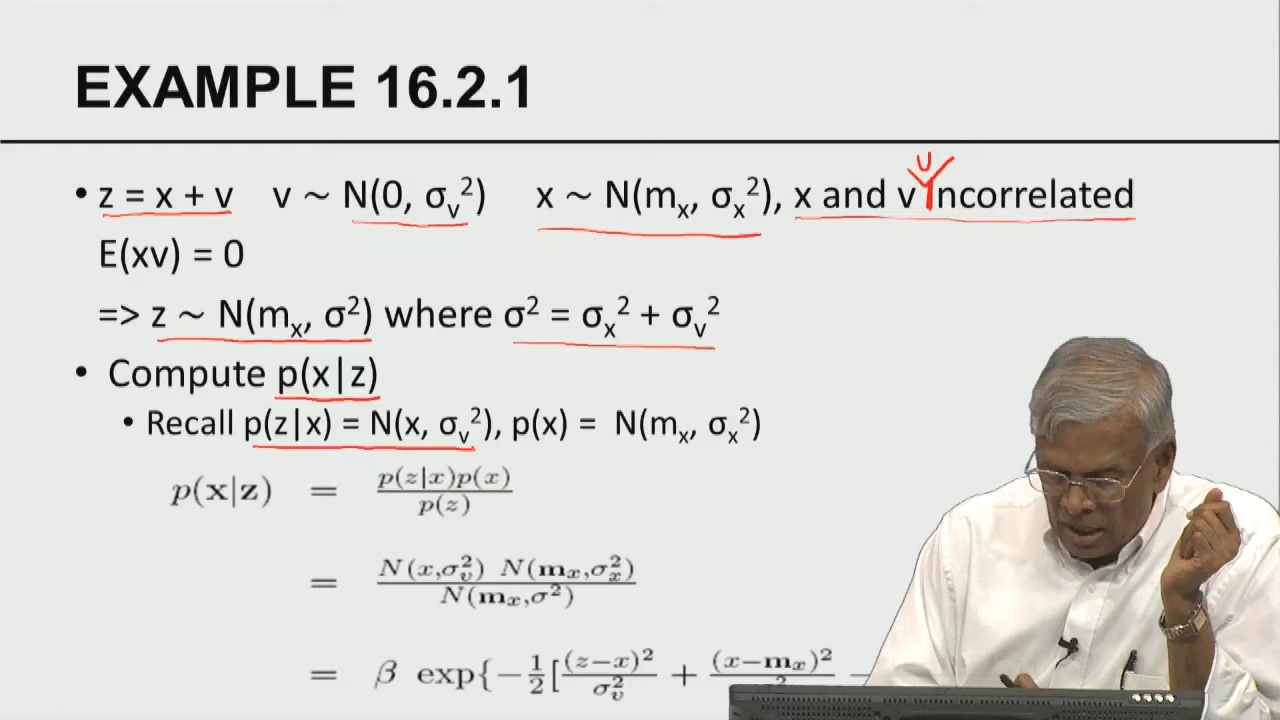 EXAMPLE 16.2.1
• z = x + v v ~ N(0, σᵥ²) x ~ N(mₓ, σₓ²), x and v Uncorrelated
E(xv) = 0
=> z ~ N(mₓ, σ²) where σ² = σₓ² + σᵥ²
• Compute p(x|z)
• Recall p(z|x) = N(x, σᵥ²), p(x) = N(mₓ, σₓ²)
p(x|z) = p(z|x)p(x) / p(z)
= N(x,σᵥ²) N(mₓ,σₓ²) / N(mₓ,σ²)
= β exp{−½[(z−x)²/σᵥ² + (x−mₓ)²